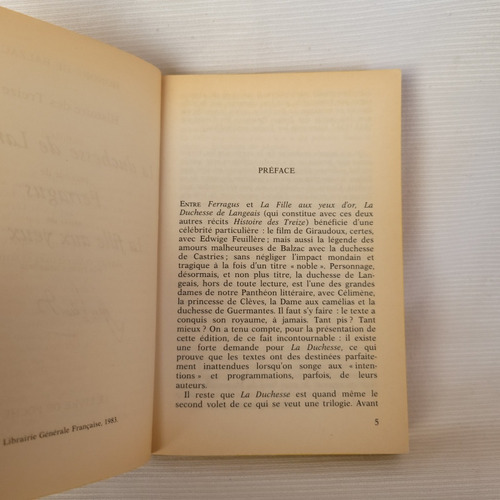 Librairie Générale Française, 1983.
PRÉFACE
ENTRE Ferragus et La Fille aux yeux d'or, La
Duchesse de Langeais (qui constitue avec ces deux
autres récits Histoire des Treize) bénéficie d'une
célébrité particulière : le film de Giraudoux, certes,
avec Edwige Feuillère; mais aussi la légende des
amours malheureuses de Balzac avec la duchesse
de Castries; sans négliger l'impact mondain et
tragique à la fois d'un titre « noble ». Personnage,
désormais, et non plus titre, la duchesse de Lan-
geais, hors de toute lecture, est l'une des grandes
dames de notre Panthéon littéraire, avec Célimène,
la princesse de Clèves, la Dame aux camélias et la
duchesse de Guermantes. Il faut s'y faire : le texte a
conquis son royaume, à jamais. Tant pis? Tant
mieux? On a tenu compte, pour la présentation de
cette édition, de ce fait incontournable : il existe
une forte demande pour La Duchesse, ce qui
prouve que les textes ont des destinées parfaite-
ment inattendues lorsqu'on songe aux « inten-
tions » et programmations, parfois, de leurs
auteurs.
Il reste que La Duchesse est quand même le
second volet de ce qui se veut une trilogie. Avant
5